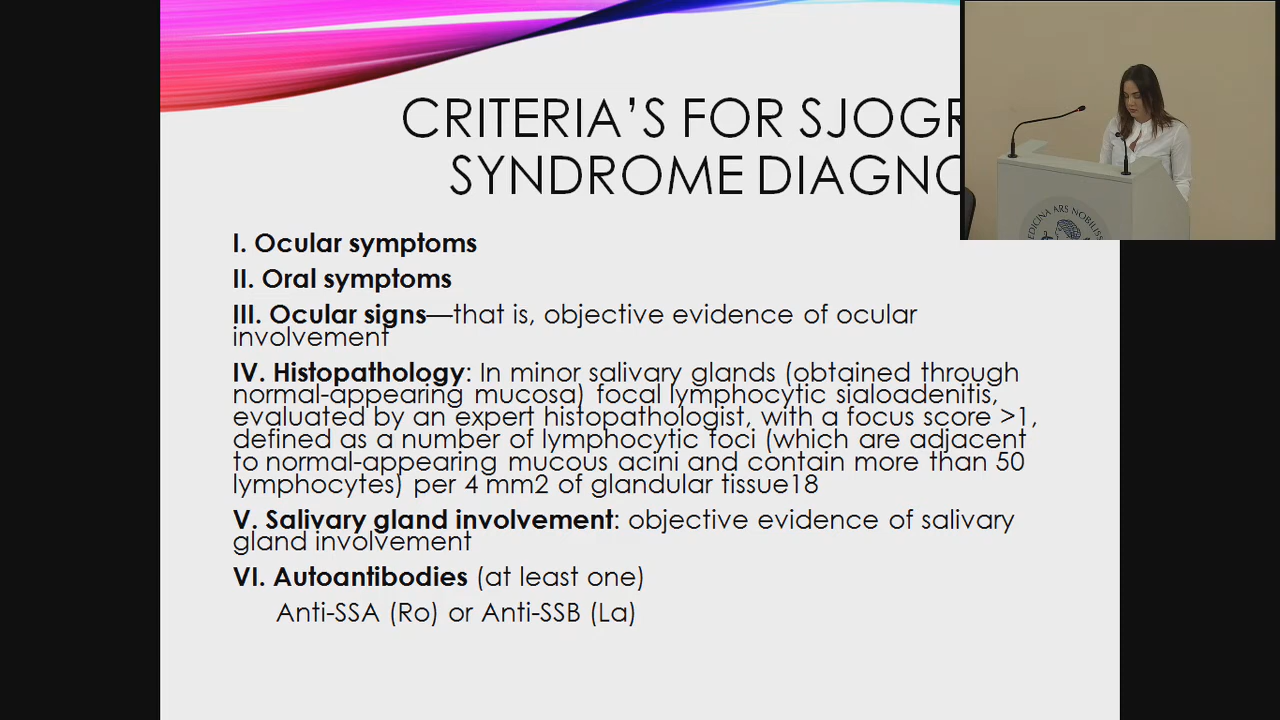 CRITERIA'S FOR SJOGR
SYNDROME DIAGNO
I. Ocular symptoms
II. Oral symptoms
III. Ocular signs—that is, objective evidence of ocular
involvement
IV. Histopathology: In minor salivary glands (obtained through
normal-appearing mucosa) focal lymphocytic sialoadenitis,
evaluated by an expert histopathologist, with a focus score >1,
defined as a number of lymphocytic foci (which are adjacent
to normal-appearing mucous acini and contain more than 50
lymphocytes) per 4 mm2 of glandular tissue18
V. Salivary gland involvement: objective evidence of salivary
gland involvement
VI. Autoantibodies (at least one)
Anti-SSA (Ro) or Anti-SSB (La)
MEDICINA ARS NOBILISS